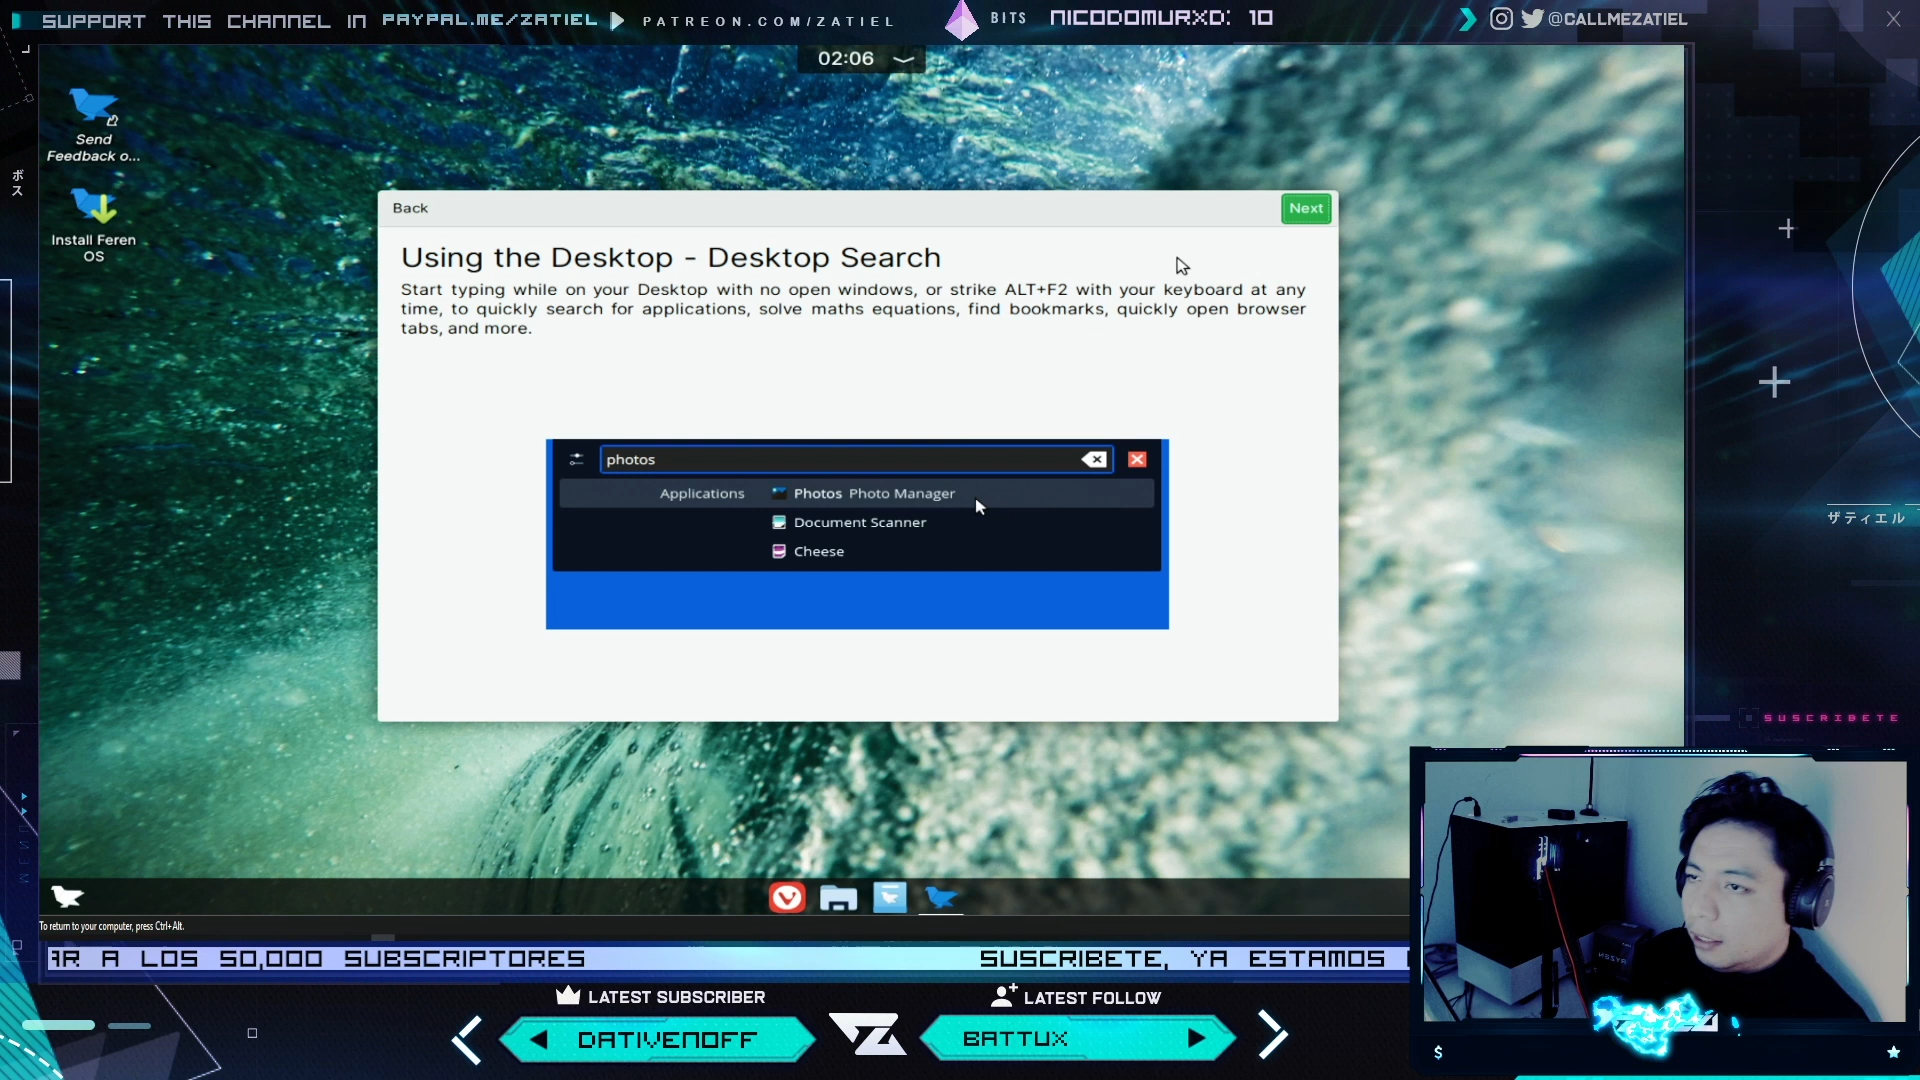 SUPPORT THIS CHANNEL IN PAYPAL.ME/ZATIEL PATREON.COM/ZATIEL BITS NICODOMURXD: 10 @CALLMEZATIEL
02:06
Send
Feedback o...
Install Feren
OS
ボス
Back
Next
Using the Desktop - Desktop Search
Start typing while on your Desktop with no open windows, or strike ALT+F2 with your keyboard at any
time, to quickly search for applications, solve maths equations, find bookmarks, quickly open browser
tabs, and more.
photos
Applications Photos Photo Manager
Document Scanner
Cheese
ザティエル
SUSCRIBETE
To return to your computer, press Ctrl+Alt.
AR A LOS 50,000 SUBSCRIPTORES SUSCRIBETE, YA ESTAMOS
LATEST SUBSCRIBER
DATIVENOFF
LATEST FOLLOW
BATTUX
RYZEN
$